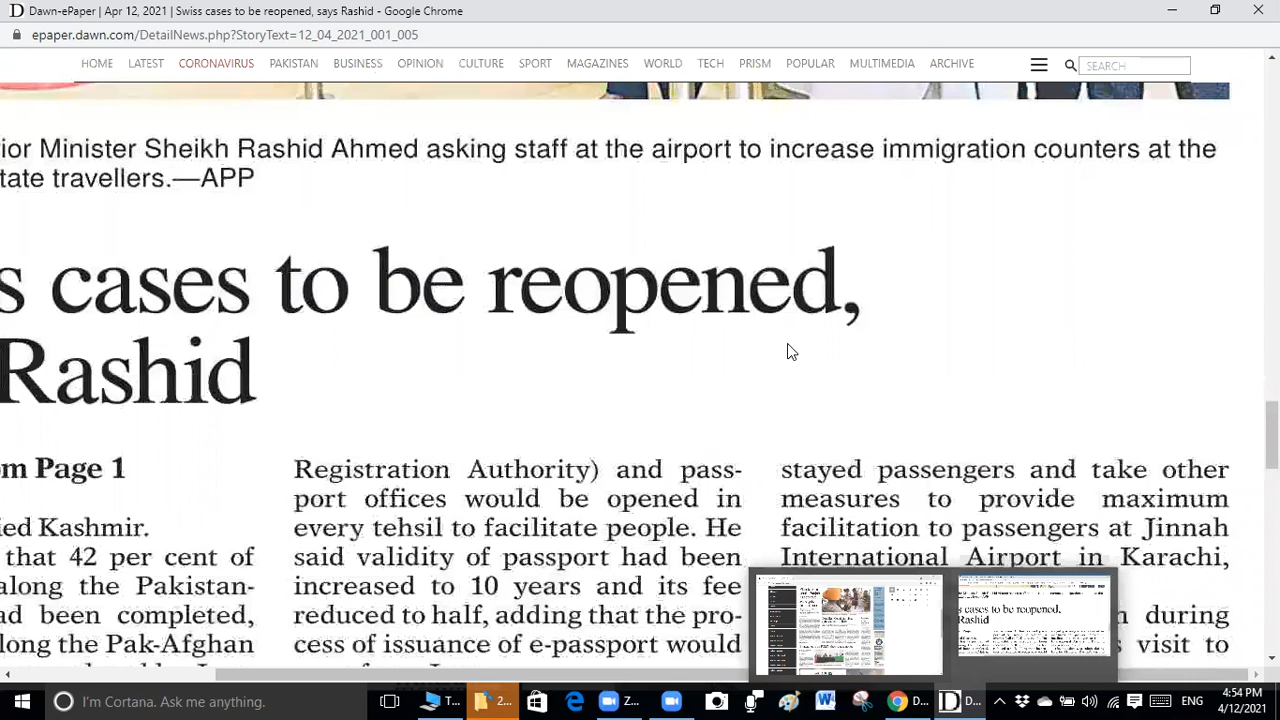 Dawn-ePaper | Apr 12, 2021 | Swiss cases to be reopened, says Rashid - Google Chrome
epaper.dawn.com/DetailNews.php?StoryText=12_04_2021_001_005
HOME LATEST CORONAVIRUS PAKISTAN BUSINESS OPINION CULTURE SPORT MAGAZINES WORLD TECH PRISM POPULAR MULTIMEDIA ARCHIVE SEARCH
ior Minister Sheikh Rashid Ahmed asking staff at the airport to increase immigration counters at the
tate travellers.—APP
s cases to be reopened,
Rashid
om Page 1
ied Kashmir.
that 42 per cent of
along the Pakistan-
ad been completed,
long the Pak-Afghan
Registration Authority) and pass-
port offices would be opened in
every tehsil to facilitate people. He
said validity of passport had been
increased to 10 years and its fee
reduced to half, adding that the pro-
cess of issuance of e-passport would
stayed passengers and take other
measures to provide maximum
facilitation to passengers at Jinnah
International Airport in Karachi,
n during
s visit to
s cases to be reopened,
Rashid
I'm Cortana. Ask me anything.
T... 2... Z... D... D...
ENG
4:54 PM
4/12/2021